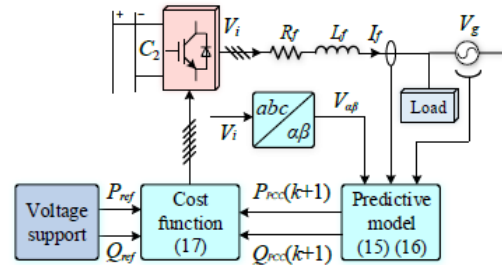 + -
C2
Vi
Rf
Lf
If
Vg
Load
Vi
abc
αβ
Vαβ
Voltage
support
Pref
Qref
Cost
function
(17)
PPCC(k+1)
QPCC(k+1)
Predictive
model
(15) (16)